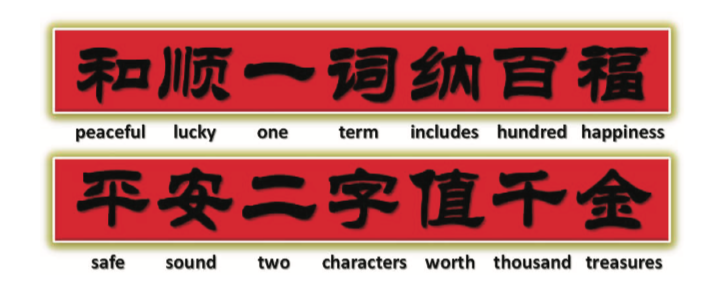 和顺一词纳百福
peaceful lucky one term includes hundred happiness
平安二字值千金
safe sound two characters worth thousand treasures